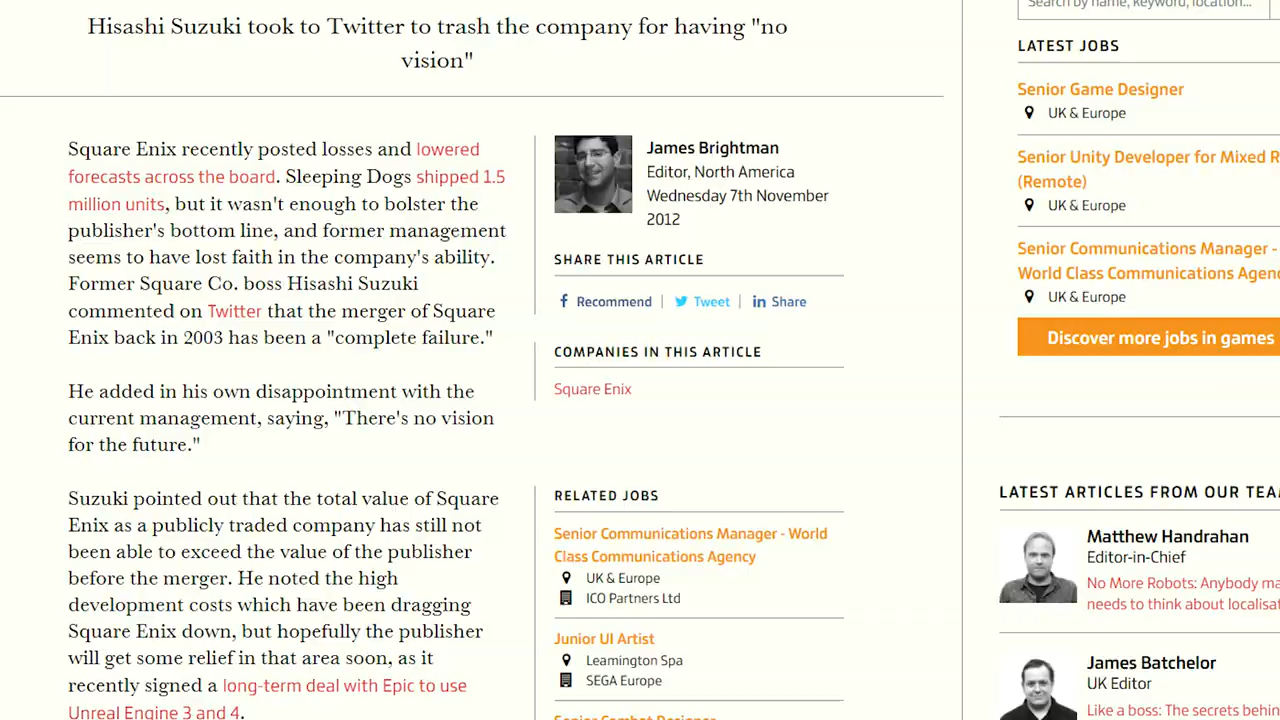 Hisashi Suzuki took to Twitter to trash the company for having "no
vision"
Square Enix recently posted losses and lowered
forecasts across the board. Sleeping Dogs shipped 1.5
million units, but it wasn't enough to bolster the
publisher's bottom line, and former management
seems to have lost faith in the company's ability.
Former Square Co. boss Hisashi Suzuki
commented on Twitter that the merger of Square
Enix back in 2003 has been a "complete failure."
He added in his own disappointment with the
current management, saying, "There's no vision
for the future."
Suzuki pointed out that the total value of Square
Enix as a publicly traded company has still not
been able to exceed the value of the publisher
before the merger. He noted the high
development costs which have been dragging
Square Enix down, but hopefully the publisher
will get some relief in that area soon, as it
recently signed a long-term deal with Epic to use
Unreal Engine 3 and 4.
James Brightman
Editor, North America
Wednesday 7th November
2012
SHARE THIS ARTICLE
Recommend
Tweet
Share
COMPANIES IN THIS ARTICLE
Square Enix
RELATED JOBS
Senior Communications Manager - World
Class Communications Agency
UK & Europe
ICO Partners Ltd
Junior UI Artist
Leamington Spa
SEGA Europe
Senior Combat Designer
Search by name, keyword, location...
LATEST JOBS
Senior Game Designer
UK & Europe
Senior Unity Developer for Mixed R
(Remote)
UK & Europe
Senior Communications Manager -
World Class Communications Agen
UK & Europe
Discover more jobs in games
LATEST ARTICLES FROM OUR TEA
Matthew Handrahan
Editor-in-Chief
No More Robots: Anybody ma
needs to think about localisat
James Batchelor
UK Editor
Like a boss: The secrets behin